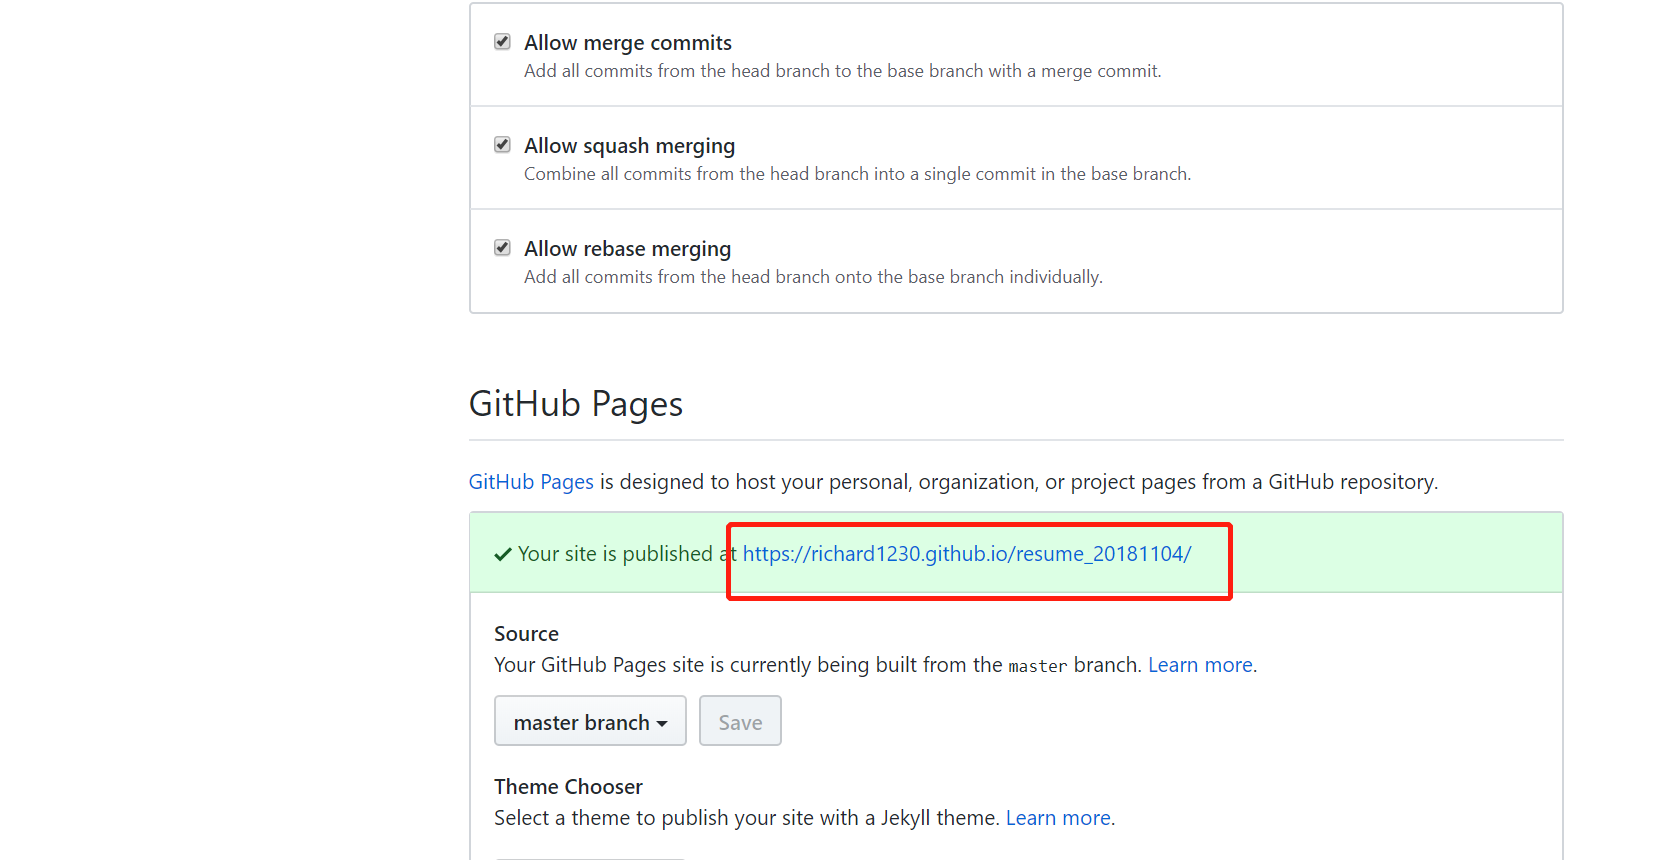 Allow merge commits
Add all commits from the head branch to the base branch with a merge commit.
Allow squash merging
Combine all commits from the head branch into a single commit in the base branch.
Allow rebase merging
Add all commits from the head branch onto the base branch individually.
GitHub Pages
GitHub Pages is designed to host your personal, organization, or project pages from a GitHub repository.
Your site is published at https://richard1230.github.io/resume_20181104/
Source
Your GitHub Pages site is currently being built from the master branch. Learn more.
master branch Save
Theme Chooser
Select a theme to publish your site with a Jekyll theme. Learn more.